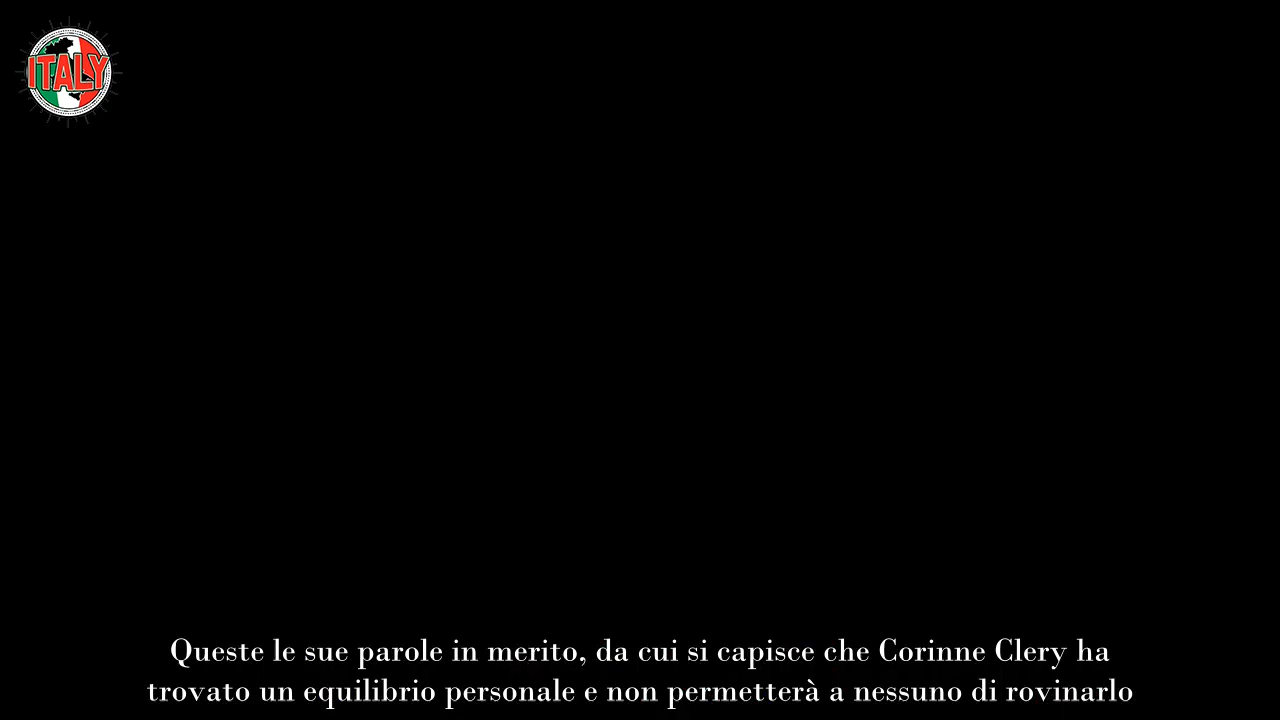 ITALY
Queste le sue parole in merito, da cui si capisce che Corinne Clery ha
trovato un equilibrio personale e non permetterà a nessuno di rovinarlo